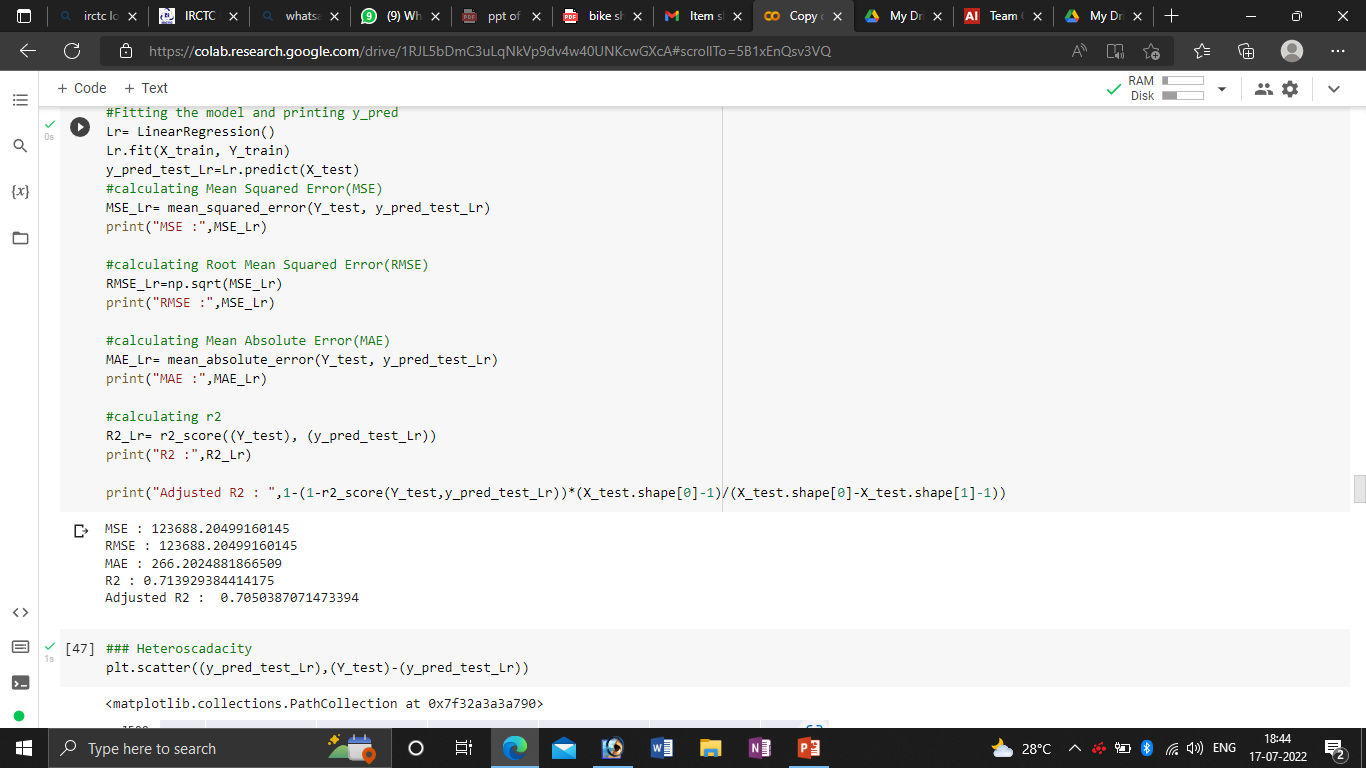 irctc lo
IRCTC
whatsa
(9) Wh
ppt of
bike sh
Item s
Copy o
My Dr
Team
My Dr
https://colab.research.google.com/drive/1RJL5bDmC3uLqNkVp9dv4w40UNKcwGXcA#scrollTo=5B1xEnQsv3VQ
+ Code + Text
RAM
Disk
0s
#Fitting the model and printing y_pred
Lr= LinearRegression()
Lr.fit(X_train, Y_train)
y_pred_test_Lr=Lr.predict(X_test)
#calculating Mean Squared Error(MSE)
MSE_Lr= mean_squared_error(Y_test, y_pred_test_Lr)
print("MSE :",MSE_Lr)
#calculating Root Mean Squared Error(RMSE)
RMSE_Lr=np.sqrt(MSE_Lr)
print("RMSE :",MSE_Lr)
#calculating Mean Absolute Error(MAE)
MAE_Lr= mean_absolute_error(Y_test, y_pred_test_Lr)
print("MAE :",MAE_Lr)
#calculating r2
R2_Lr= r2_score((Y_test), (y_pred_test_Lr))
print("R2 :",R2_Lr)
print("Adjusted R2 : ",1-(1-r2_score(Y_test,y_pred_test_Lr))*(X_test.shape[0]-1)/(X_test.shape[0]-X_test.shape[1]-1))
MSE : 123688.20499160145
RMSE : 123688.20499160145
MAE : 266.2024881866509
R2 : 0.713929384414175
Adjusted R2 :  0.7050387071473394
1s
[47] ### Heteroscadacity
plt.scatter((y_pred_test_Lr),(Y_test)-(y_pred_test_Lr))
<matplotlib.collections.PathCollection at 0x7f32a3a3a790>
Type here to search
28°C
ENG
18:44
17-07-2022
2